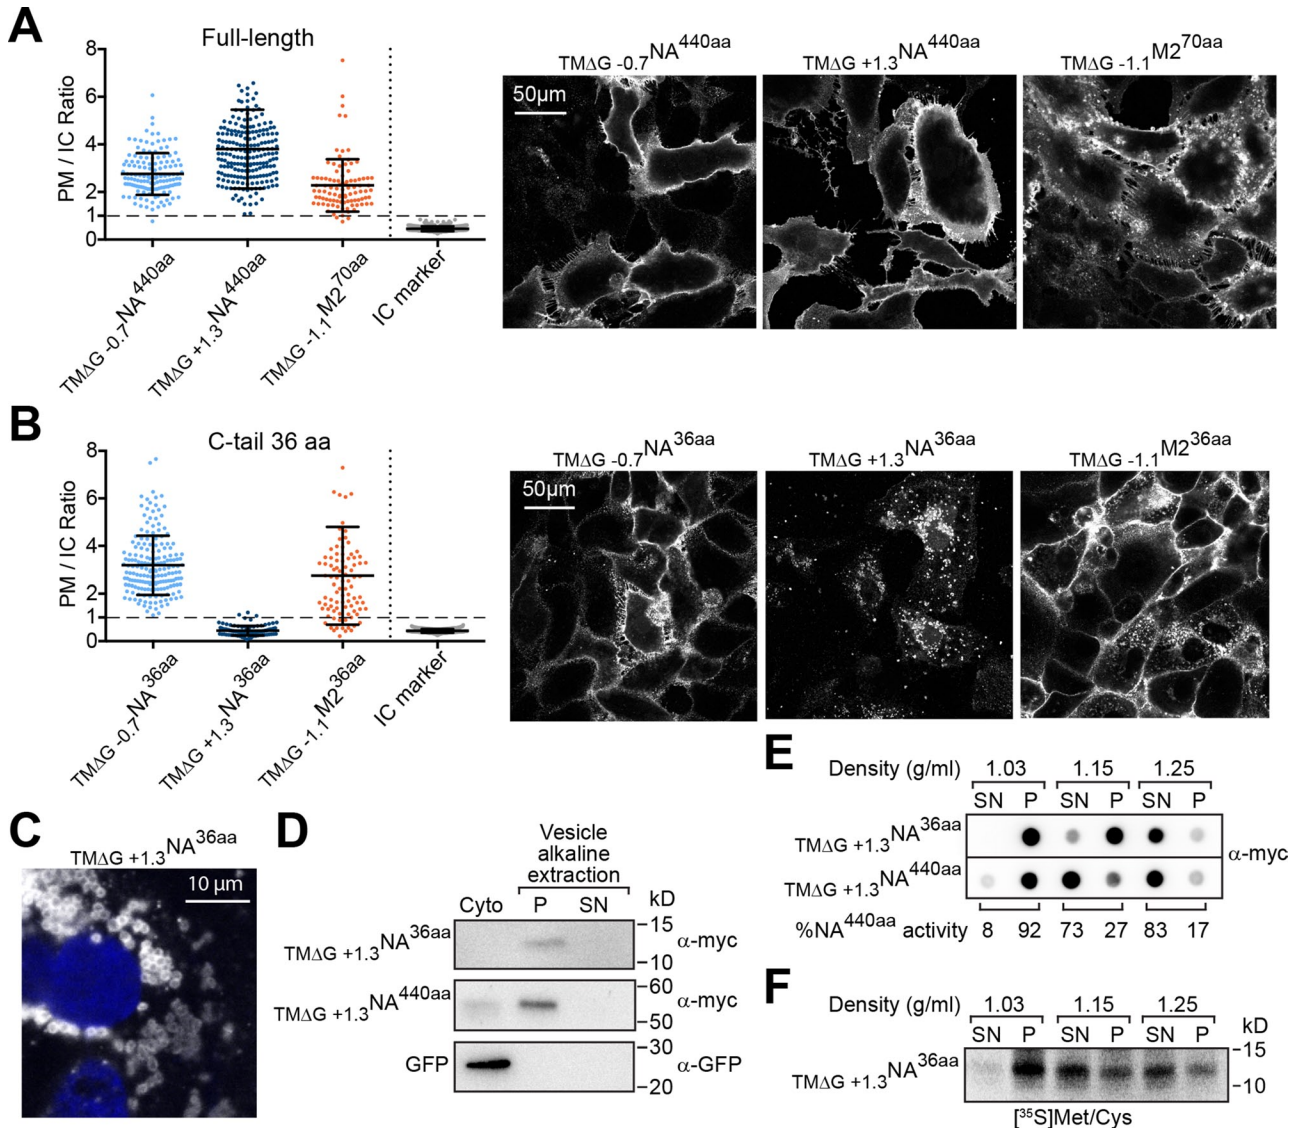 A
Full-length
PM / IC Ratio
8
6
4
2
1
0
TMΔG -0.7NA440aa
TMΔG +1.3NA440aa
TMΔG -1.1M270aa
IC marker
TMΔG -0.7NA440aa
TMΔG +1.3NA440aa
TMΔG -1.1M270aa
50μm
B
C-tail 36 aa
PM / IC Ratio
8
6
4
2
1
0
TMΔG -0.7NA36aa
TMΔG +1.3NA36aa
TMΔG -1.1M236aa
IC marker
TMΔG -0.7NA36aa
TMΔG +1.3NA36aa
TMΔG -1.1M236aa
50μm
C
TMΔG +1.3NA36aa
10 μm
D
Vesicle
alkaline
extraction
Cyto P SN kD
TMΔG +1.3NA36aa
15
10
α-myc
TMΔG +1.3NA440aa
60
50
α-myc
GFP
30
20
α-GFP
E
Density (g/ml) 1.03 1.15 1.25
SN P SN P SN P
TMΔG +1.3NA36aa
TMΔG +1.3NA440aa
α-myc
%NA440aa activity 8 92 73 27 83 17
F
Density (g/ml) 1.03 1.15 1.25
SN P SN P SN P kD
TMΔG +1.3NA36aa
15
10
[35S]Met/Cys